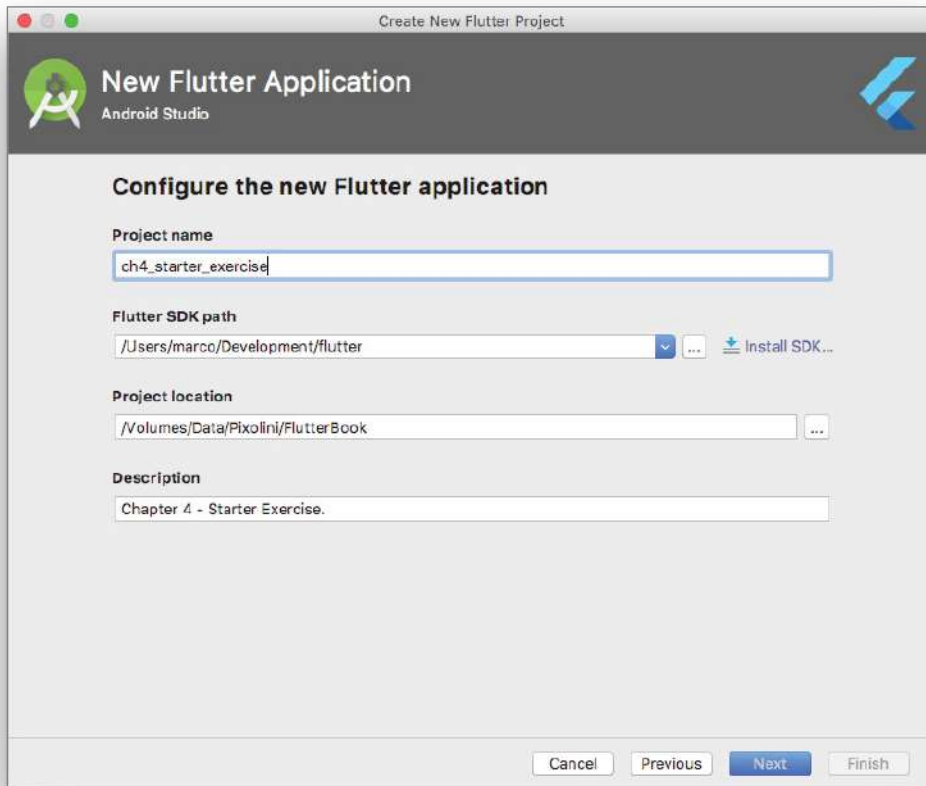 Create New Flutter Project
New Flutter Application
Android Studio
Configure the new Flutter application
Project name
ch4_starter_exercise
Flutter SDK path
/Users/marco/Development/flutter
...
Install SDK...
Project location
/Volumes/Data/Pixolini/FlutterBook
...
Description
Chapter 4 - Starter Exercise.
Cancel
Previous
Next
Finish